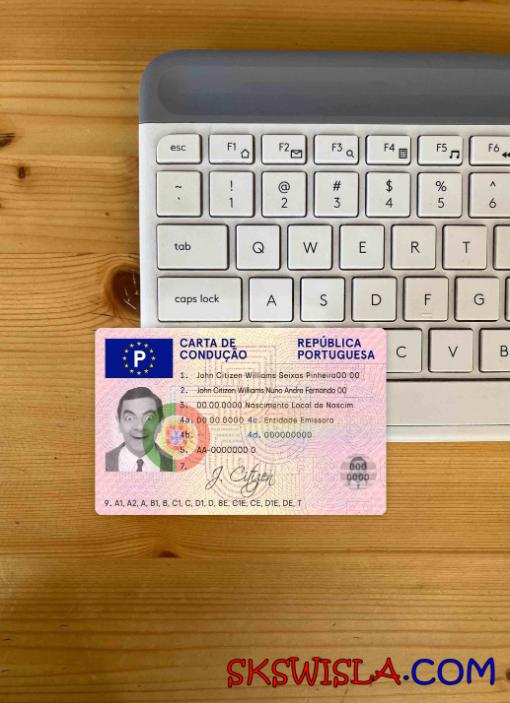 esc F1 F2 F3 F4 F5 F6
~ ! @ # $ % ^
` 1 2 3 4 5 6
tab Q W E R T
caps lock A S D F G
C V B
CARTA DE CONDUÇÃO
REPÚBLICA PORTUGUESA
P
1. John Citizen Williams Seixas Pinheiro00 00
2. John Citizen Williams Nuno Andre Fernando 00
3. 00.00.0000 Nascimento Local de Nascim
4a. 00.00.0000 4c. Entidade Emissora
4b. 4d. 000000000
5. AA-0000000 0
7. J. Citizen
000
0000
9. A1, A2, A, B1, B, C1, C, D1, D, BE, C1E, CE, D1E, DE, T
SKSWISLA.COM